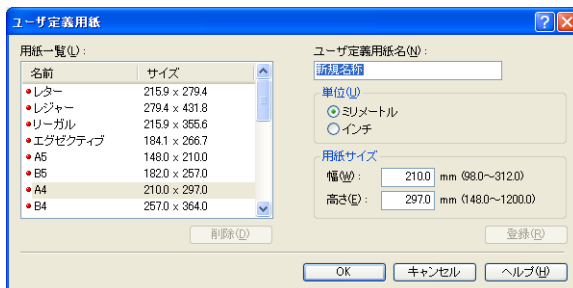 ユーザ定義用紙
用紙一覧(L):
名前 サイズ
レター 215.9 x 279.4
レジャー 279.4 x 431.8
リーガル 215.9 x 355.6
エグゼクティブ 184.1 x 266.7
A5 148.0 x 210.0
B5 182.0 x 257.0
A4 210.0 x 297.0
B4 257.0 x 364.0
削除(D)
ユーザ定義用紙名(N):
新規名称
単位(U)
ミリメートル
インチ
用紙サイズ
幅(W): 210.0 mm (98.0～312.0)
高さ(E): 297.0 mm (148.0～1200.0)
登録(R)
OK キャンセル ヘルプ(H)